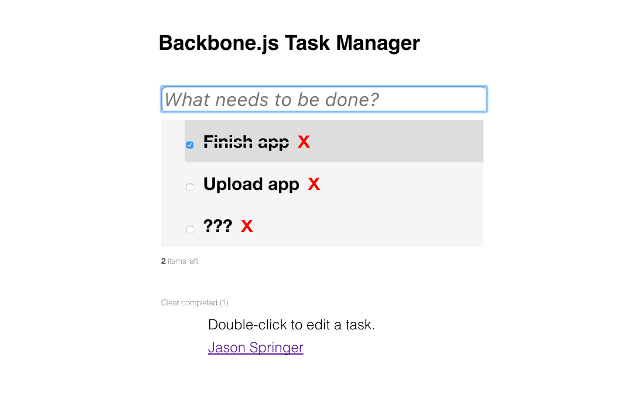 Backbone.js Task Manager
What needs to be done?
Finish app X
Upload app X
??? X
2 items left
Clear completed (1)
Double-click to edit a task.
Jason Springer